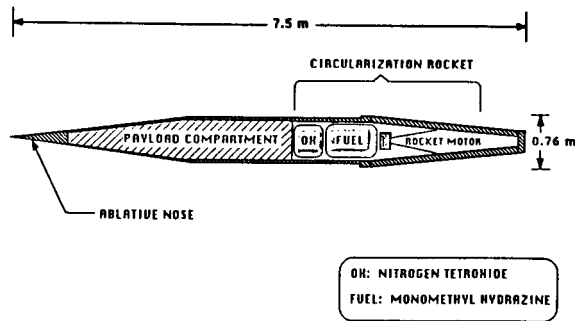 7.5 m
CIRCULARIZATION ROCKET
PAYLOAD COMPARTMENT
OX
FUEL
ROCKET MOTOR
0.76 m
ABLATIVE NOSE
OX: NITROGEN TETROXIDE
FUEL: MONOMETHYL HYDRAZINE